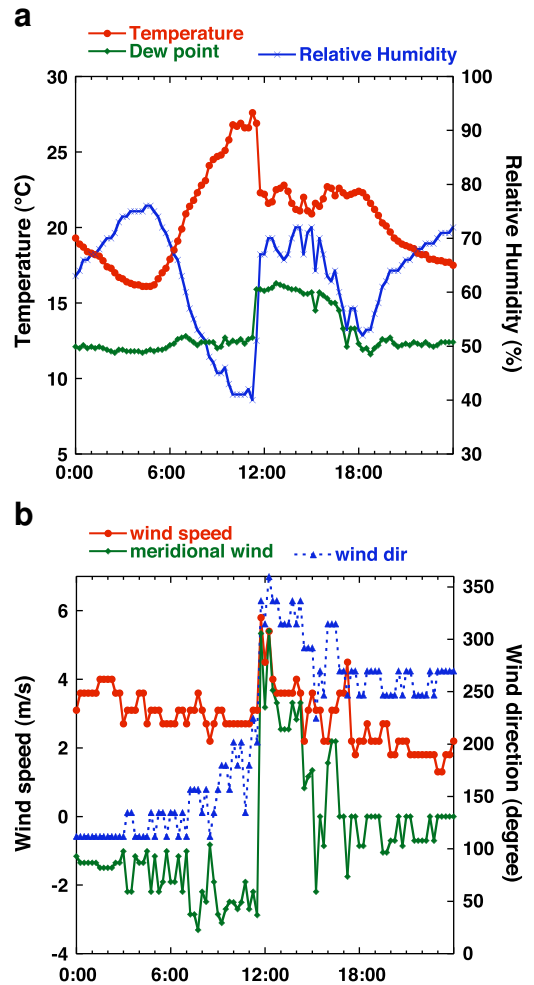 a
Temperature
Dew point
Relative Humidity
30
25
20
15
10
5
Temperature (°C)
100
90
80
70
60
50
40
30
Relative Humidity (%)
0:00 6:00 12:00 18:00
b
wind speed
meridional wind
wind dir
6
4
2
0
-2
-4
Wind speed (m/s)
350
300
250
200
150
100
50
0
Wind direction (degree)
0:00 6:00 12:00 18:00